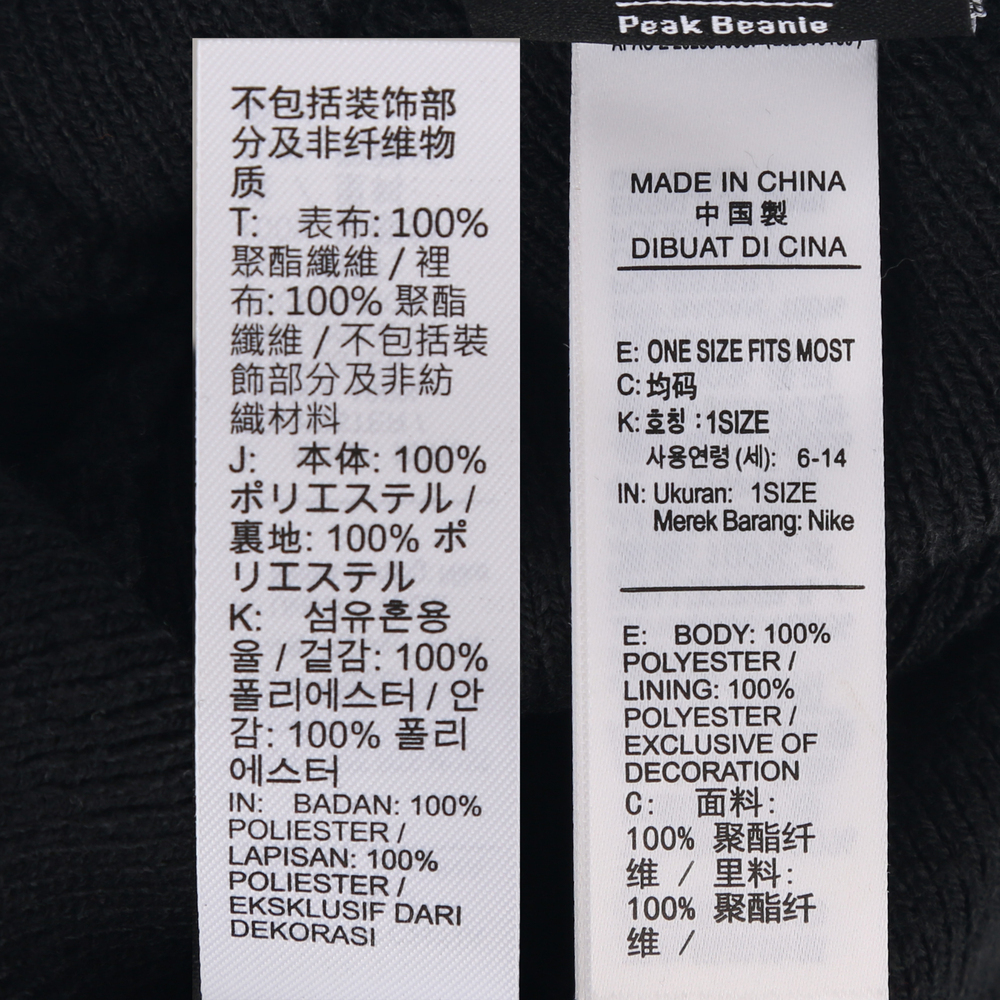 Peak Beanie
不包括装饰部
分及非纤维物
质
T: 表布: 100%
聚酯纖維 / 裡
布: 100% 聚酯
纖維 / 不包括裝
飾部分及非紡
織材料
J: 本体: 100%
ポリエステル /
裏地: 100% ポ
リエステル
K: 섬유혼용
율 / 겉감: 100%
폴리에스터 / 안
감: 100% 폴리
에스터
IN: BADAN: 100%
POLIESTER /
LAPISAN: 100%
POLIESTER /
EKSKLUSIF DARI
DEKORASI
MADE IN CHINA
中国製
DIBUAT DI CINA
E: ONE SIZE FITS MOST
C: 均码
K: 호칭 : 1SIZE
사용연령 (세): 6-14
IN: Ukuran: 1SIZE
Merek Barang: Nike
E: BODY: 100%
POLYESTER /
LINING: 100%
POLYESTER /
EXCLUSIVE OF
DECORATION
C: 面料:
100% 聚酯纤
维 / 里料:
100% 聚酯纤
维 /